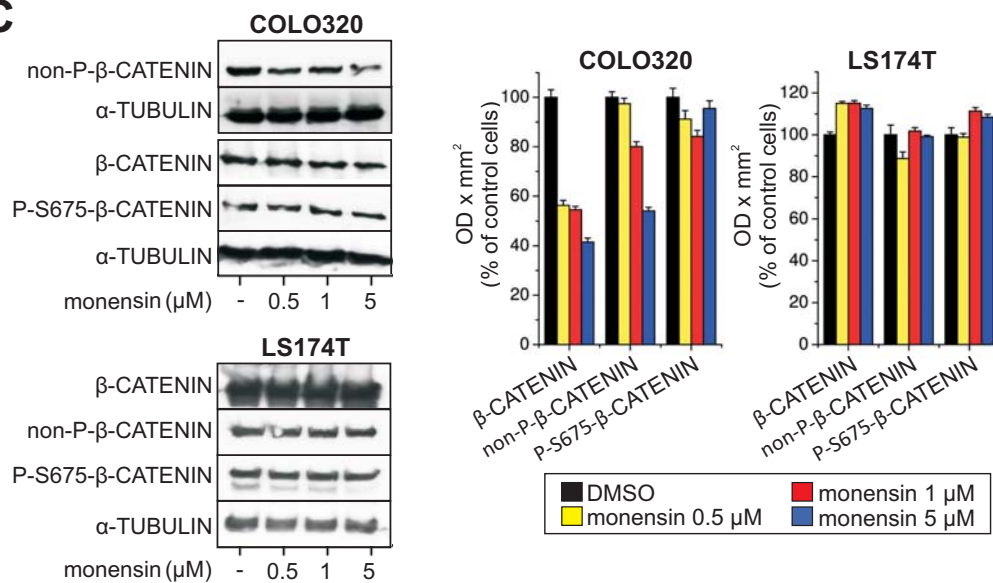 C
COLO320
non-P-β-CATENIN
α-TUBULIN
β-CATENIN
P-S675-β-CATENIN
α-TUBULIN
monensin (μM) - 0.5 1 5
LS174T
β-CATENIN
non-P-β-CATENIN
P-S675-β-CATENIN
α-TUBULIN
monensin (μM) - 0.5 1 5
COLO320
OD x mm²
(% of control cells)
100
80
60
40
20
0
β-CATENIN
non-P-β-CATENIN
P-S675-β-CATENIN
LS174T
OD x mm²
(% of control cells)
120
100
80
60
40
20
0
β-CATENIN
non-P-β-CATENIN
P-S675-β-CATENIN
DMSO
monensin 0.5 μM
monensin 1 μM
monensin 5 μM